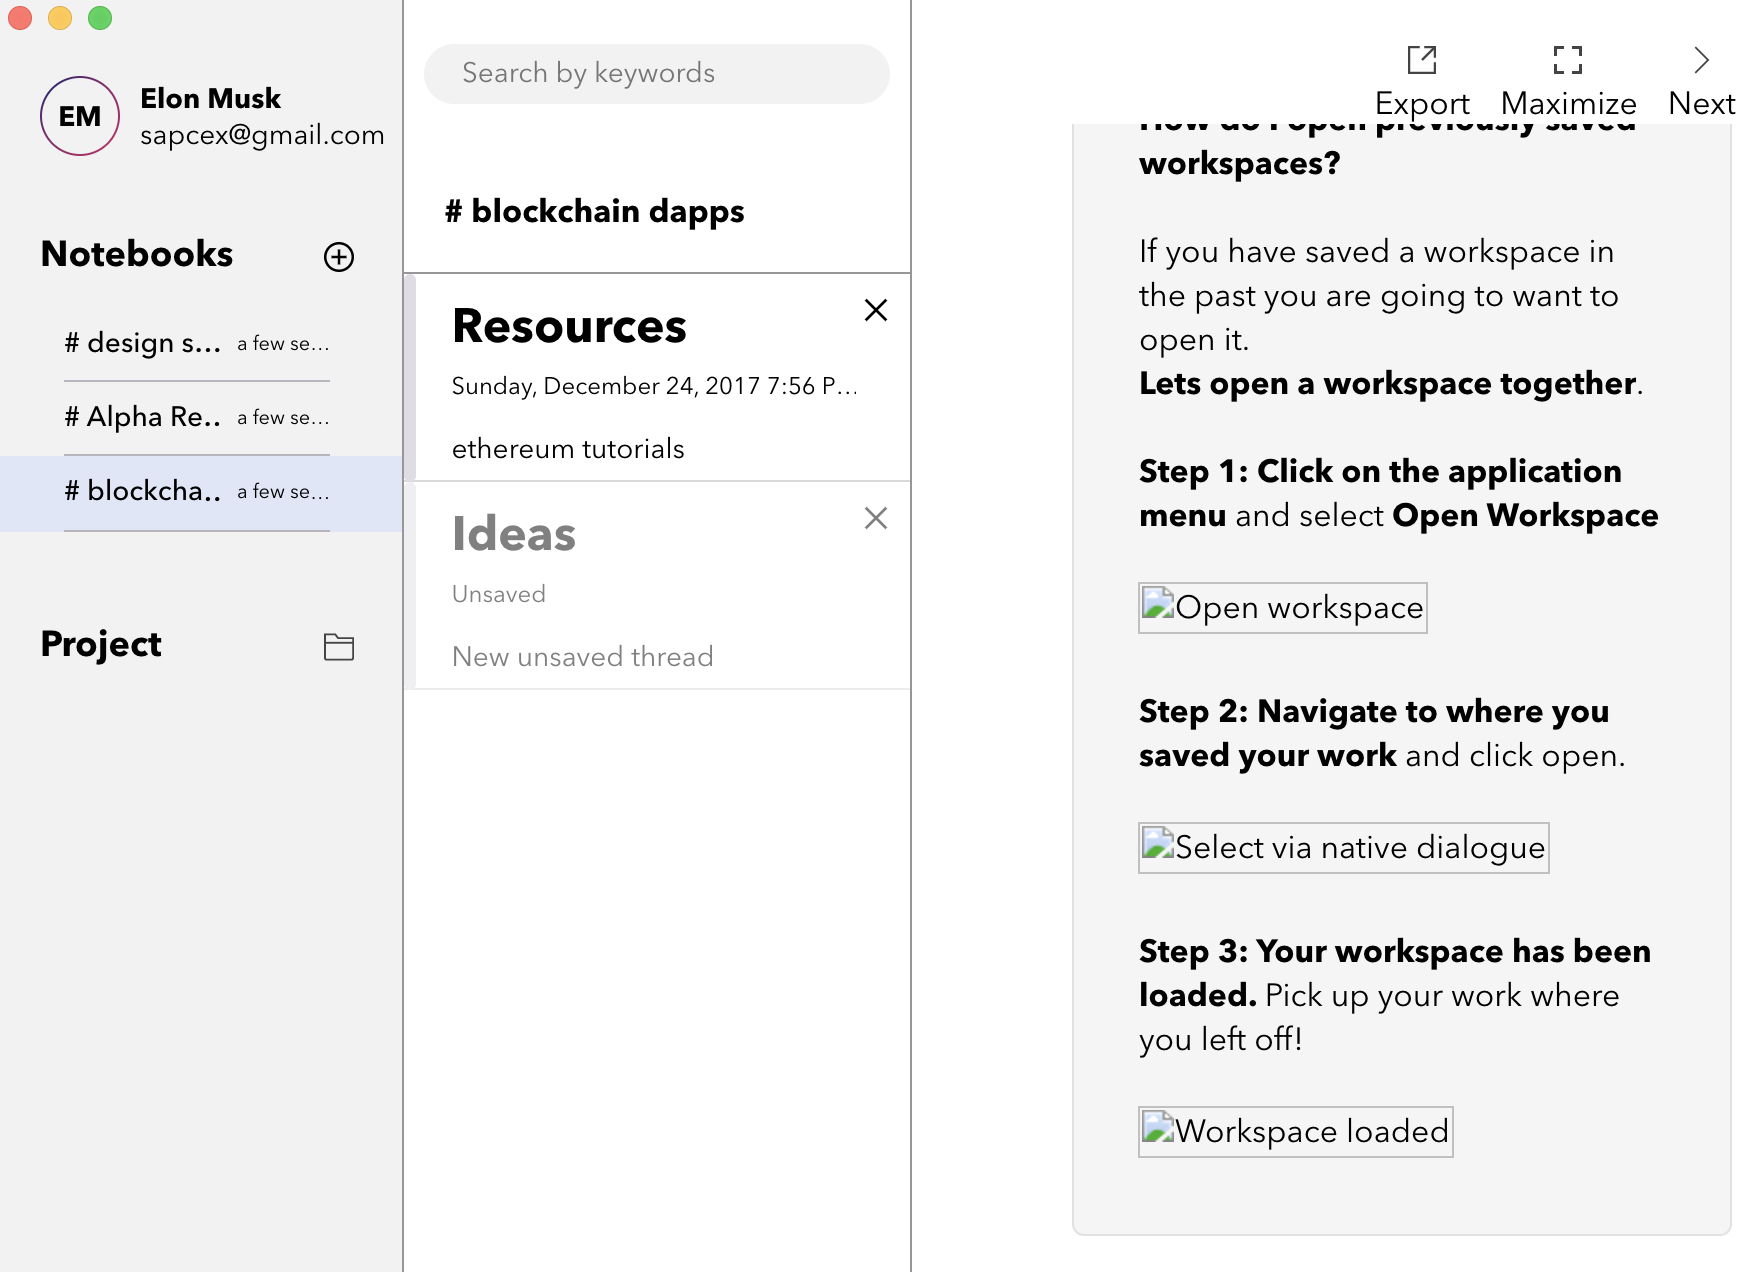 EM
Elon Musk
sapcex@gmail.com
Notebooks
# design s... a few se...
# Alpha Re.. a few se...
# blockcha.. a few se...
Project
Search by keywords
# blockchain dapps
Resources
Sunday, December 24, 2017 7:56 P...
ethereum tutorials
Ideas
Unsaved
New unsaved thread
Export Maximize Next
How do I open previously saved
workspaces?
If you have saved a workspace in
the past you are going to want to
open it.
Lets open a workspace together.
Step 1: Click on the application
menu and select Open Workspace
Open workspace
Step 2: Navigate to where you
saved your work and click open.
Select via native dialogue
Step 3: Your workspace has been
loaded. Pick up your work where
you left off!
Workspace loaded